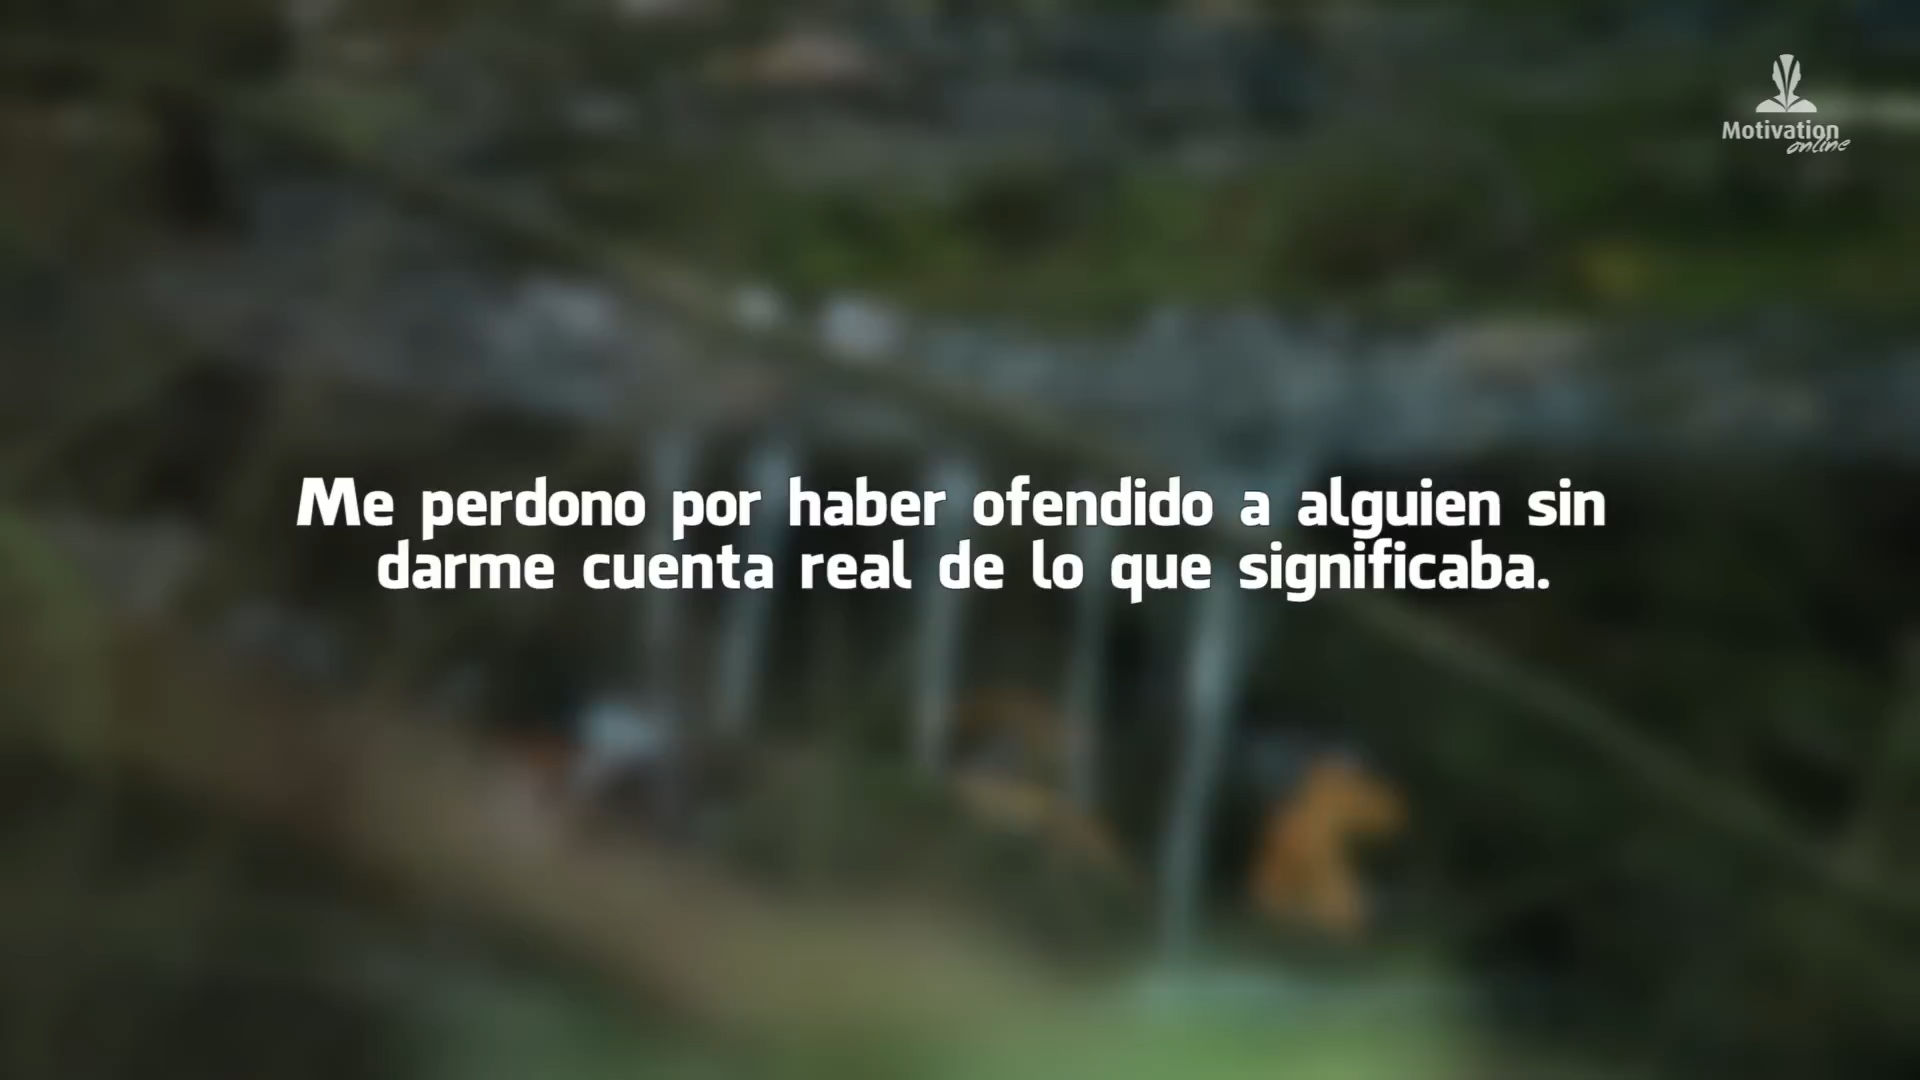 Motivation
online
Me perdono por haber ofendido a alguien sin
darme cuenta real de lo que significaba.